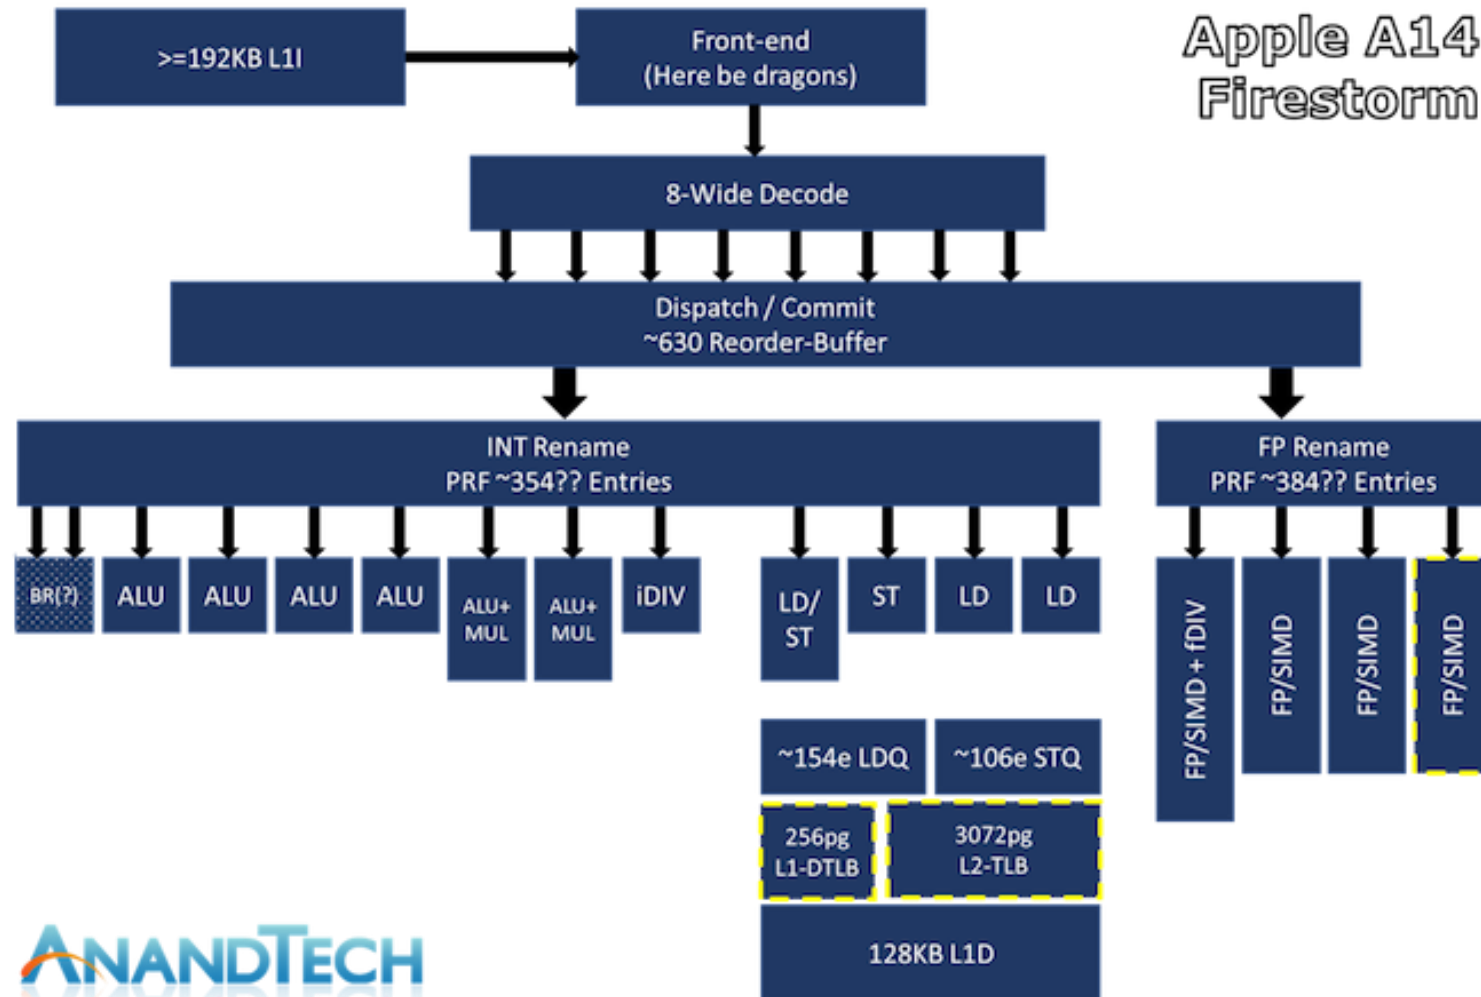 Apple A14
Firestorm
>=192KB L1I
Front-end
(Here be dragons)
8-Wide Decode
Dispatch / Commit
~630 Reorder-Buffer
INT Rename
PRF ~354?? Entries
FP Rename
PRF ~384?? Entries
BR(?)
ALU
ALU
ALU
ALU
ALU+
MUL
ALU+
MUL
iDIV
LD/
ST
ST
LD
LD
FP/SIMD + fDIV
FP/SIMD
FP/SIMD
FP/SIMD
~154e LDQ
~106e STQ
256pg
L1-DTLB
3072pg
L2-TLB
128KB L1D
ANANDTECH